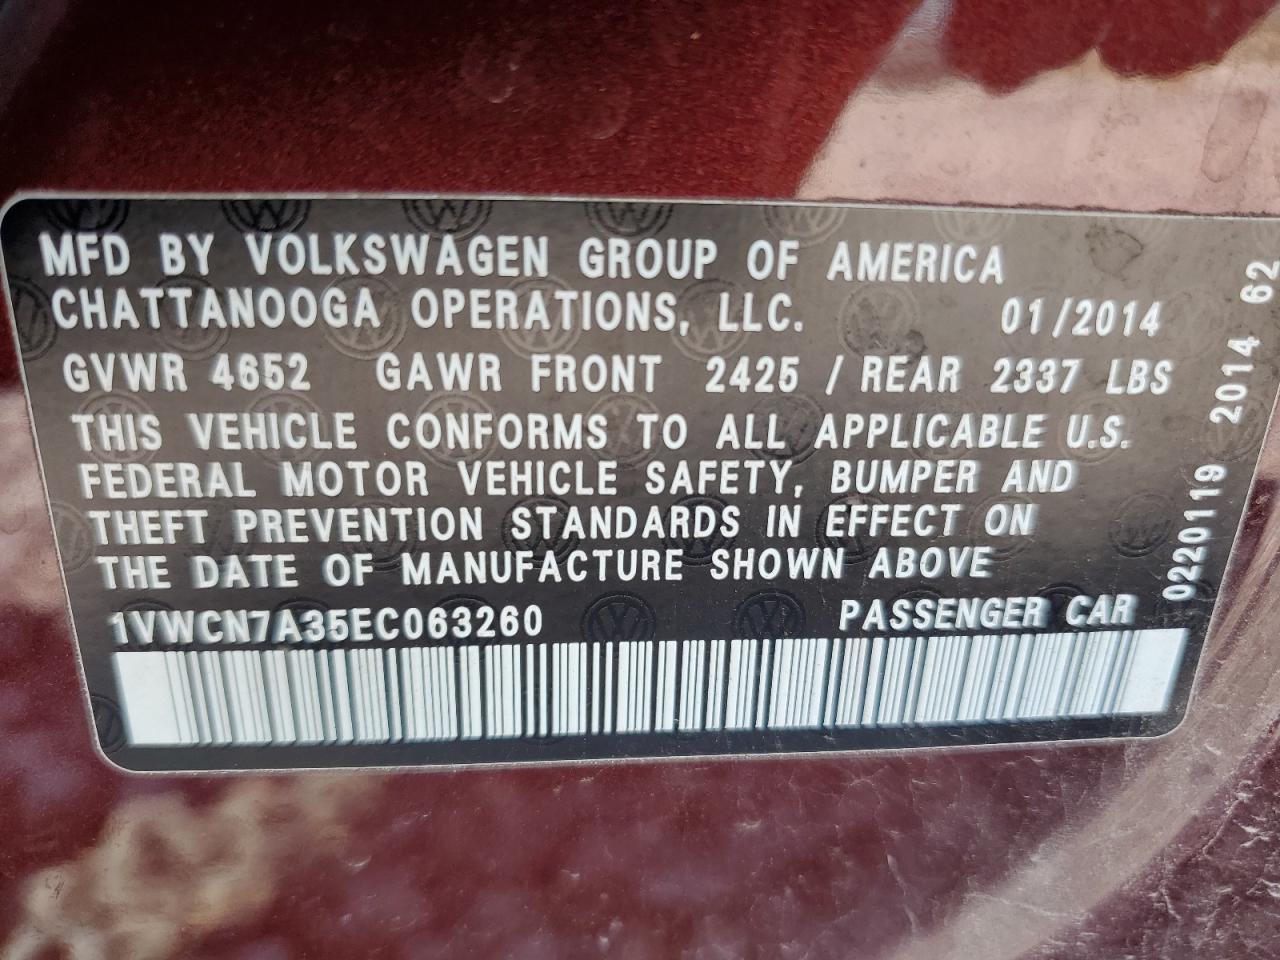 MFD BY VOLKSWAGEN GROUP OF AMERICA
CHATTANOOGA OPERATIONS, LLC. 01/2014
GVWR 4652 GAWR FRONT 2425 / REAR 2337 LBS
THIS VEHICLE CONFORMS TO ALL APPLICABLE U.S.
FEDERAL MOTOR VEHICLE SAFETY, BUMPER AND
THEFT PREVENTION STANDARDS IN EFFECT ON
THE DATE OF MANUFACTURE SHOWN ABOVE
1VWCN7A35EC063260 PASSENGER CAR
0220119 2014 62